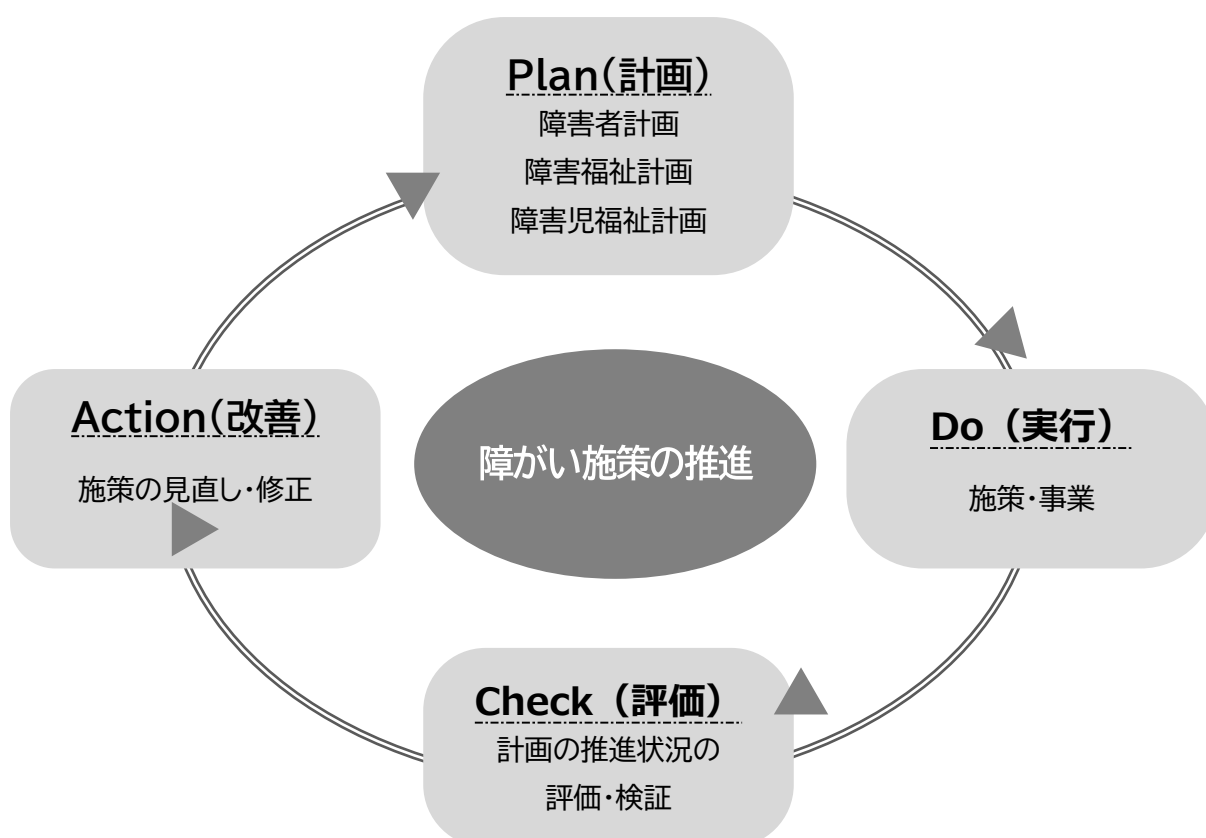 Plan(計画)
障害者計画
障害福祉計画
障害児福祉計画
Action(改善)
施策の見直し・修正
障がい施策の推進
Do（実行）
施策・事業
Check（評価）
計画の推進状況の
評価・検証